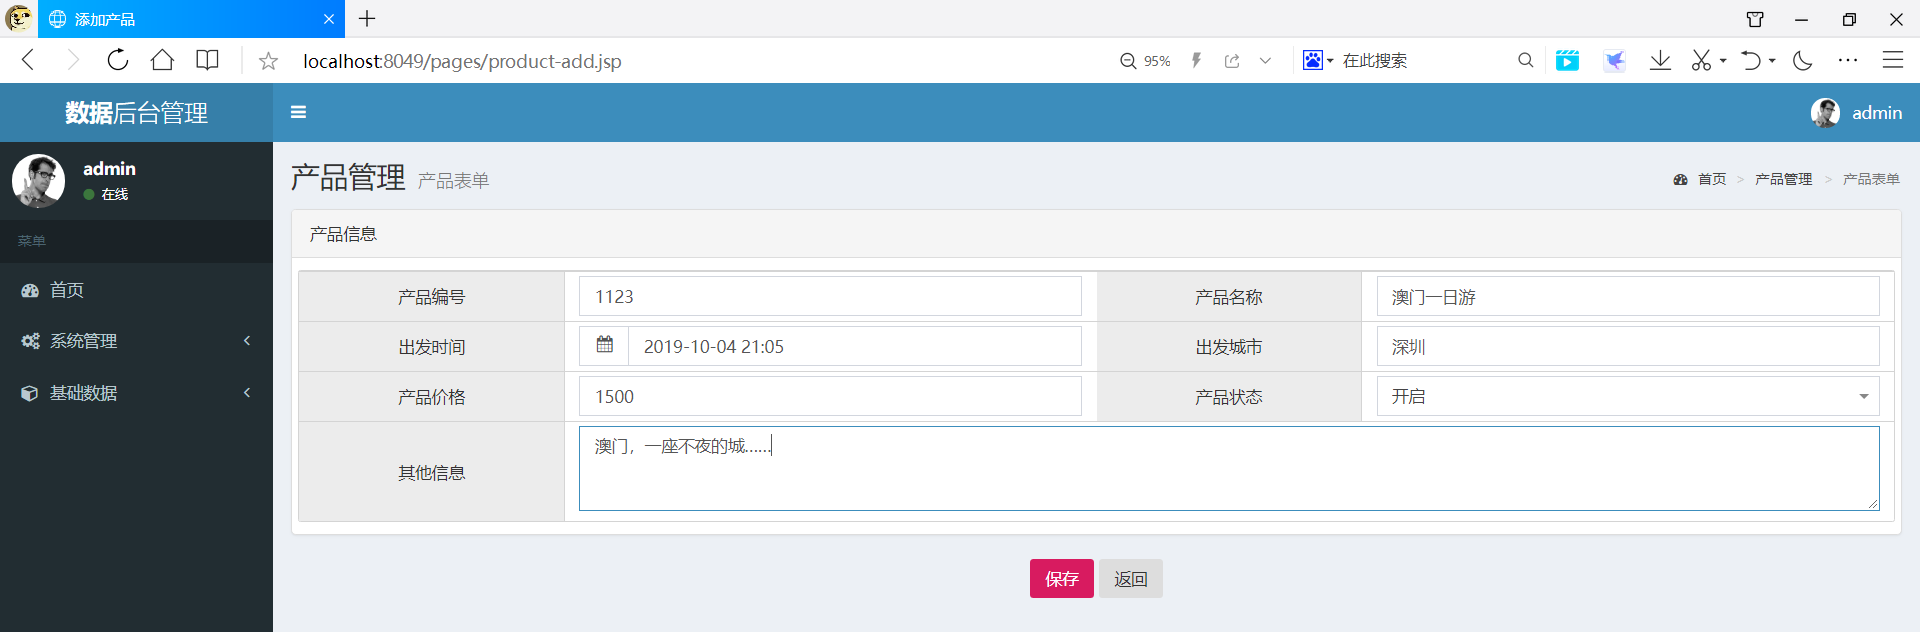 添加产品
localhost:8049/pages/product-add.jsp
95%
在此搜索
数据后台管理
admin
admin
在线
菜单
首页
系统管理
基础数据
产品管理 产品表单
首页 > 产品管理 > 产品表单
产品信息
产品编号 1123 产品名称 澳门一日游
出发时间 2019-10-04 21:05 出发城市 深圳
产品价格 1500 产品状态 开启
其他信息 澳门，一座不夜的城......
保存 返回